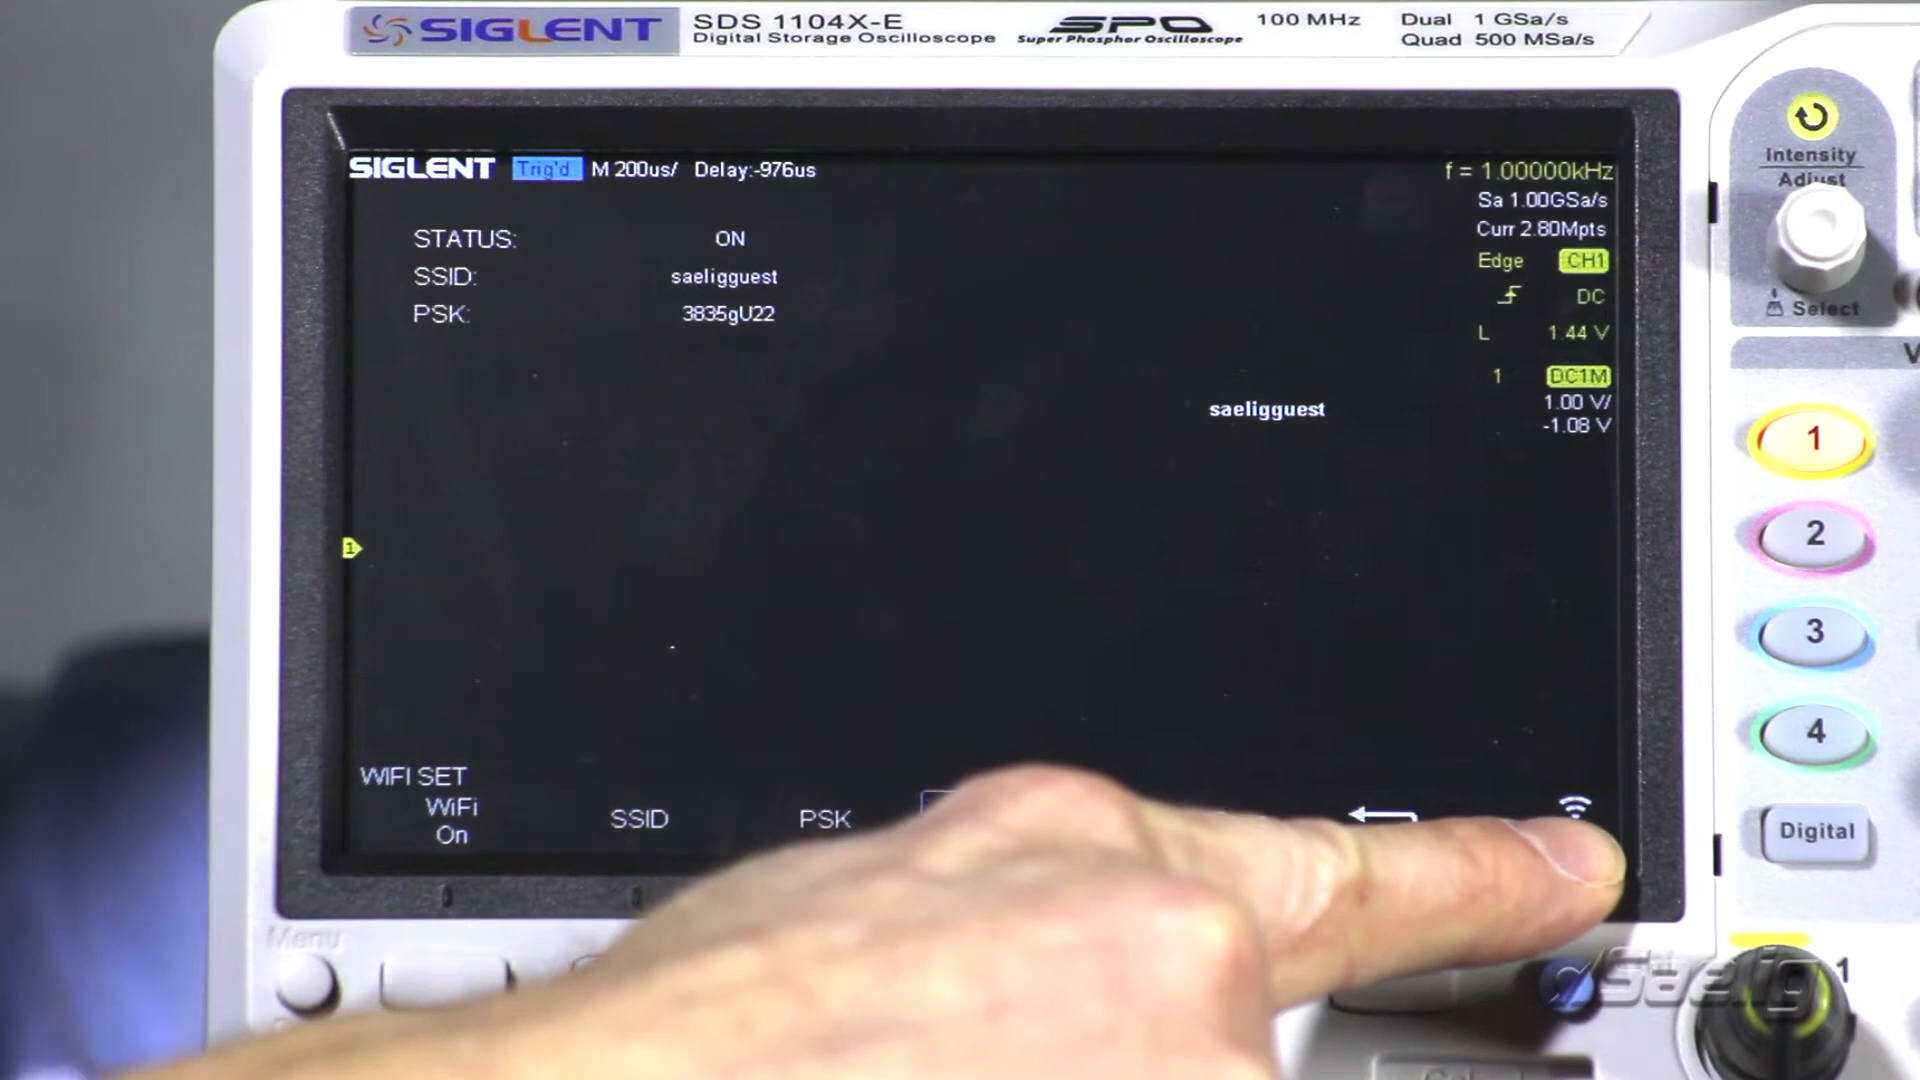 SIGLENT SDS 1104X-E
Digital Storage Oscilloscope
SPO
Super Phosphor Oscilloscope
100 MHz
Dual 1 GSa/s
Quad 500 MSa/s
SIGLENT Trig'd M 200us/ Delay:-976us
f = 1.00000kHz
Sa 1.00GSa/s
Curr 2.80Mpts
Edge CH1
DC
L 1.44 V
1 DC1M
1.00 V/
-1.08 V
STATUS: ON
SSID: saeligguest
PSK: 3835gU22
saeligguest
1
WIFI SET
WiFi
On
SSID
PSK
Intensity
Adjust
Select
1
2
3
4
Digital
Menu
Saelig
1